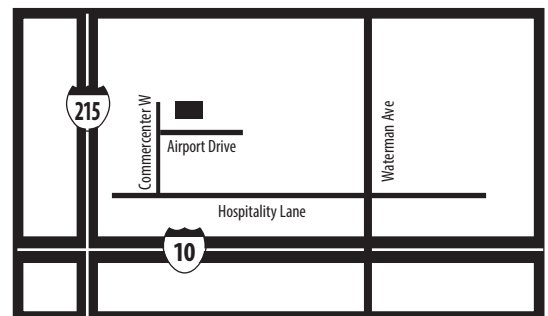 215
Commercenter W
Airport Drive
Waterman Ave
Hospitality Lane
10